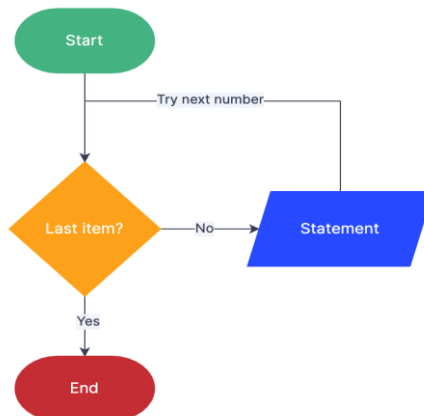 Start
Try next number
Last item?
No
Statement
Yes
End